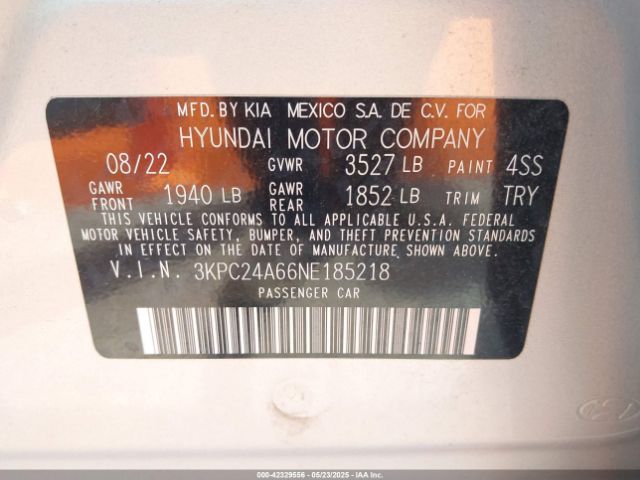 MFD. BY KIA MEXICO S.A. DE C.V. FOR
HYUNDAI MOTOR COMPANY
08/22 GVWR 3527 LB PAINT 4SS
GAWR FRONT 1940 LB GAWR REAR 1852 LB TRIM TRY
THIS VEHICLE CONFORMS TO ALL APPLICABLE U.S.A. FEDERAL
MOTOR VEHICLE SAFETY, BUMPER, AND THEFT PREVENTION STANDARDS
IN EFFECT ON THE DATE OF MANUFACTURE SHOWN ABOVE.
V.I.N. 3KPC24A66NE185218
PASSENGER CAR
000-42329556 - 05/23/2025 - IAAI.COM